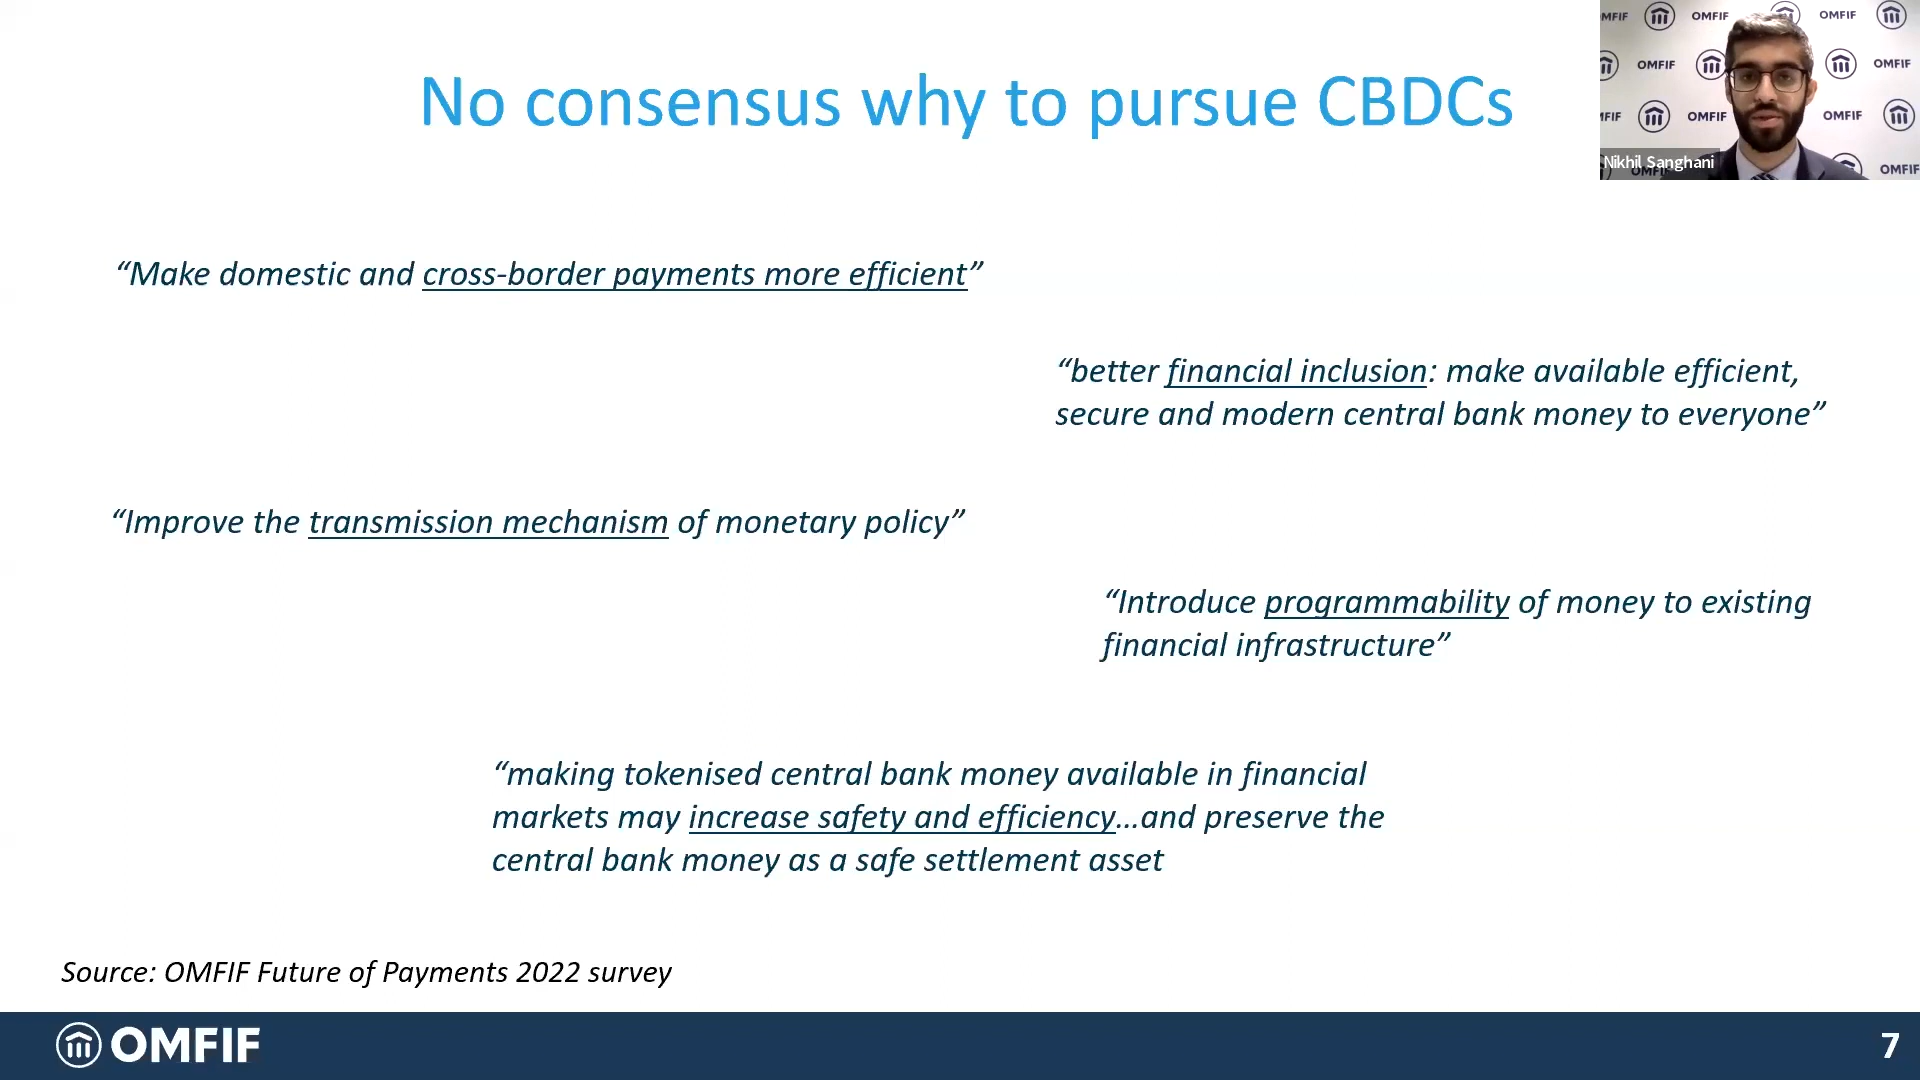 No consensus why to pursue CBDCs
MFIF OMFIF OMFIF
OMFIF OMFIF
MFIF OMFIF OMFIF
Nikhil Sanghani
OMFIF OMFIF
“Make domestic and cross-border payments more efficient”
“better financial inclusion: make available efficient,
secure and modern central bank money to everyone”
“Improve the transmission mechanism of monetary policy”
“Introduce programmability of money to existing
financial infrastructure”
“making tokenised central bank money available in financial
markets may increase safety and efficiency…and preserve the
central bank money as a safe settlement asset
Source: OMFIF Future of Payments 2022 survey
OMFIF
7